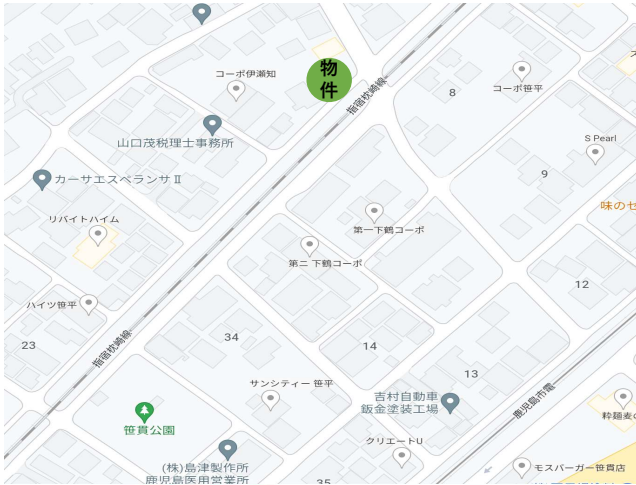 物
件
コーポ伊瀬知
指宿枕崎線
8
コーポ笹平
山口茂税理士事務所
S Pearl
9
カーサエスペランサⅡ
味のセ
リバイトハイム
第一下鶴コーポ
第二 下鶴コーポ
12
ハイツ笹平
23
指宿枕崎線
34
14
13
サンシティー 笹平
吉村自動車
鈑金塗装工場
鹿児島市電
粋麺麦の
笹貫公園
クリエートU
(株)島津製作所
鹿児島医用営業所
モスバーガー笹貫店
35